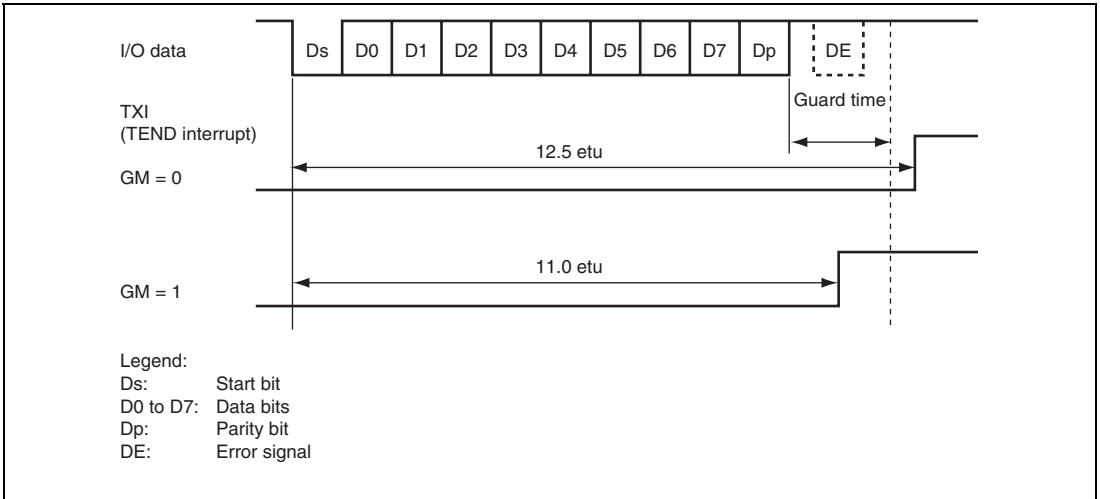 I/O data
Ds D0 D1 D2 D3 D4 D5 D6 D7 Dp DE
Guard time
TXI
(TEND interrupt)
12.5 etu
GM = 0
11.0 etu
GM = 1
Legend:
Ds: Start bit
D0 to D7: Data bits
Dp: Parity bit
DE: Error signal